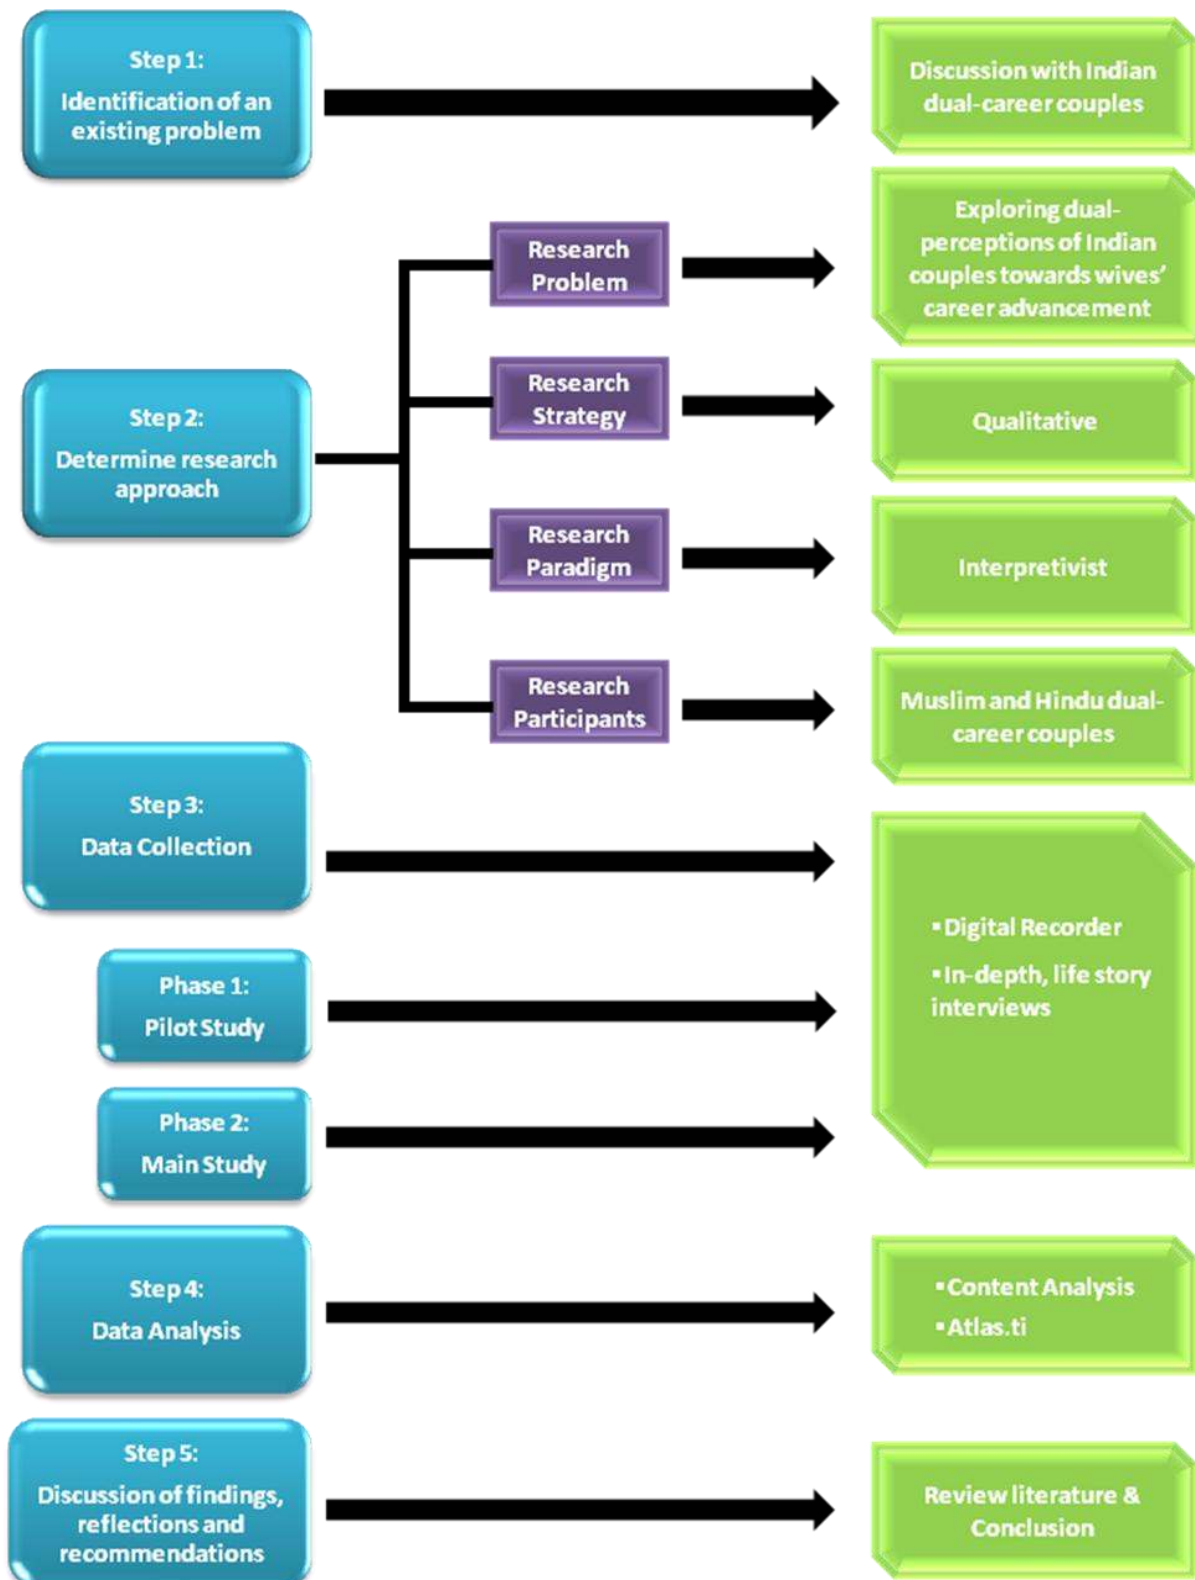 Step 1:
Identification of an
existing problem
Discussion with Indian
dual-career couples
Step 2:
Determine research
approach
Research
Problem
Exploring dual-
perceptions of Indian
couples towards wives’
career advancement
Research
Strategy
Qualitative
Research
Paradigm
Interpretivist
Research
Participants
Muslim and Hindu dual-
career couples
Step 3:
Data Collection
Phase 1:
Pilot Study
Phase 2:
Main Study
▪Digital Recorder
▪In-depth, life story
interviews
Step 4:
Data Analysis
▪Content Analysis
▪Atlas.ti
Step 5:
Discussion of findings,
reflections and
recommendations
Review literature &
Conclusion